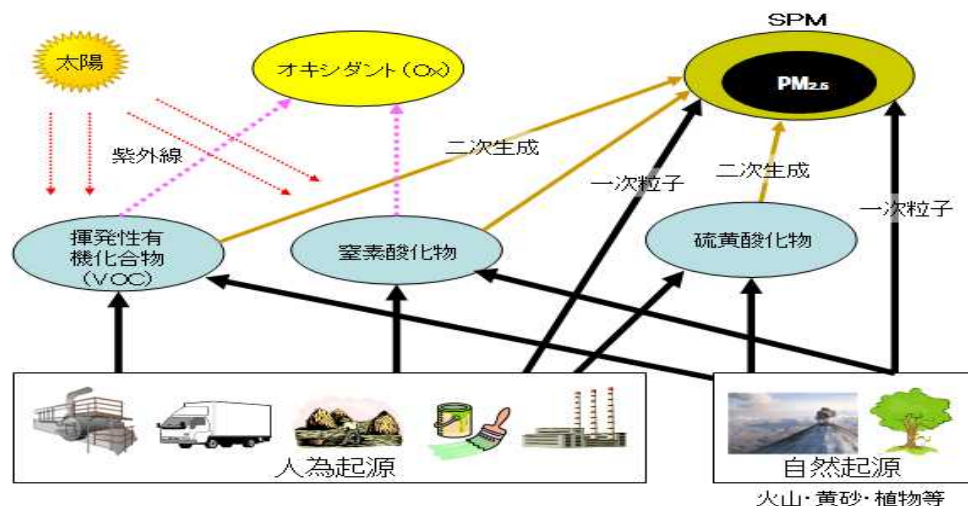 SPM
太陽
オキシダント(Ox)
PM2.5
紫外線
二次生成
一次粒子
二次生成
一次粒子
揮発性有
機化合物
(VOC)
窒素酸化物
硫黄酸化物
人為起源
自然起源
火山・黄砂・植物等